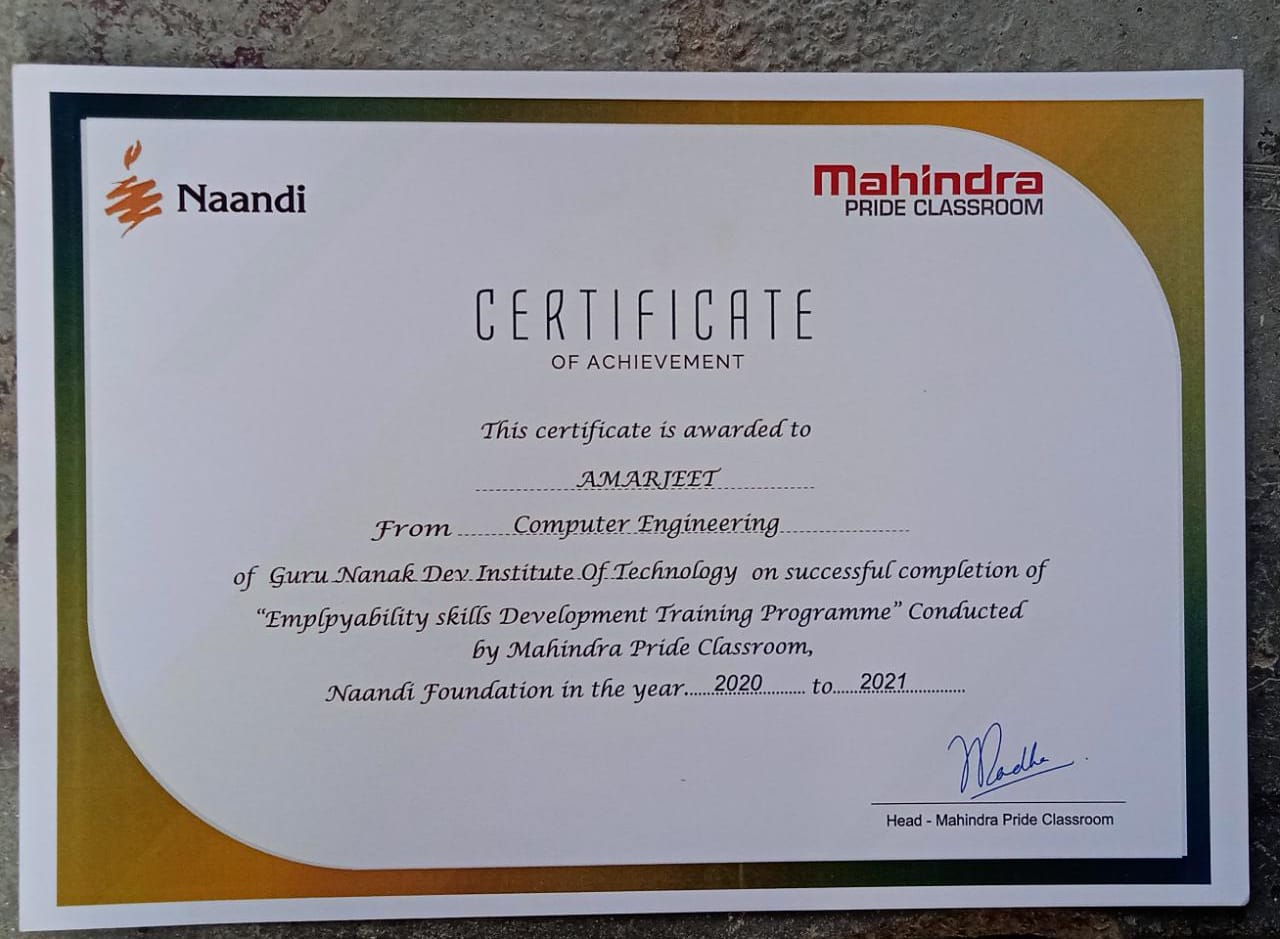 Naandi
Mahindra
PRIDE CLASSROOM
CERTIFICATE
OF ACHIEVEMENT
This certificate is awarded to
AMARJEET
From Computer Engineering
of Guru Nanak Dev Institute Of Technology on successful completion of
“Emplpyability skills Development Training Programme” Conducted
by Mahindra Pride Classroom,
Naandi Foundation in the year......2020......... to.....2021..............
Head - Mahindra Pride Classroom